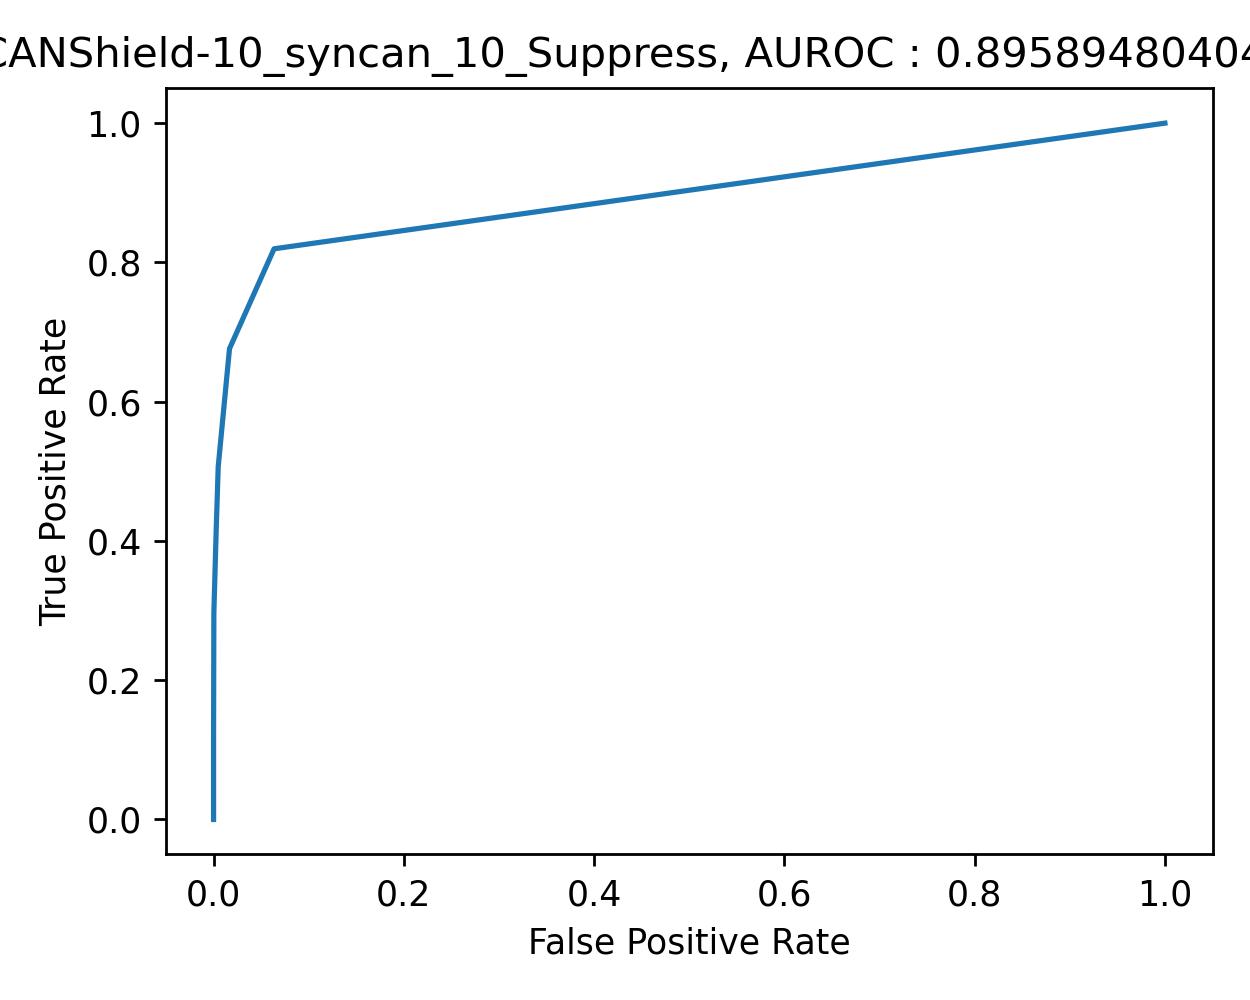 CANShield-10_syncan_10_Suppress, AUROC : 0.89589480404
1.0
0.8
0.6
0.4
0.2
0.0
True Positive Rate
0.0 0.2 0.4 0.6 0.8 1.0
False Positive Rate